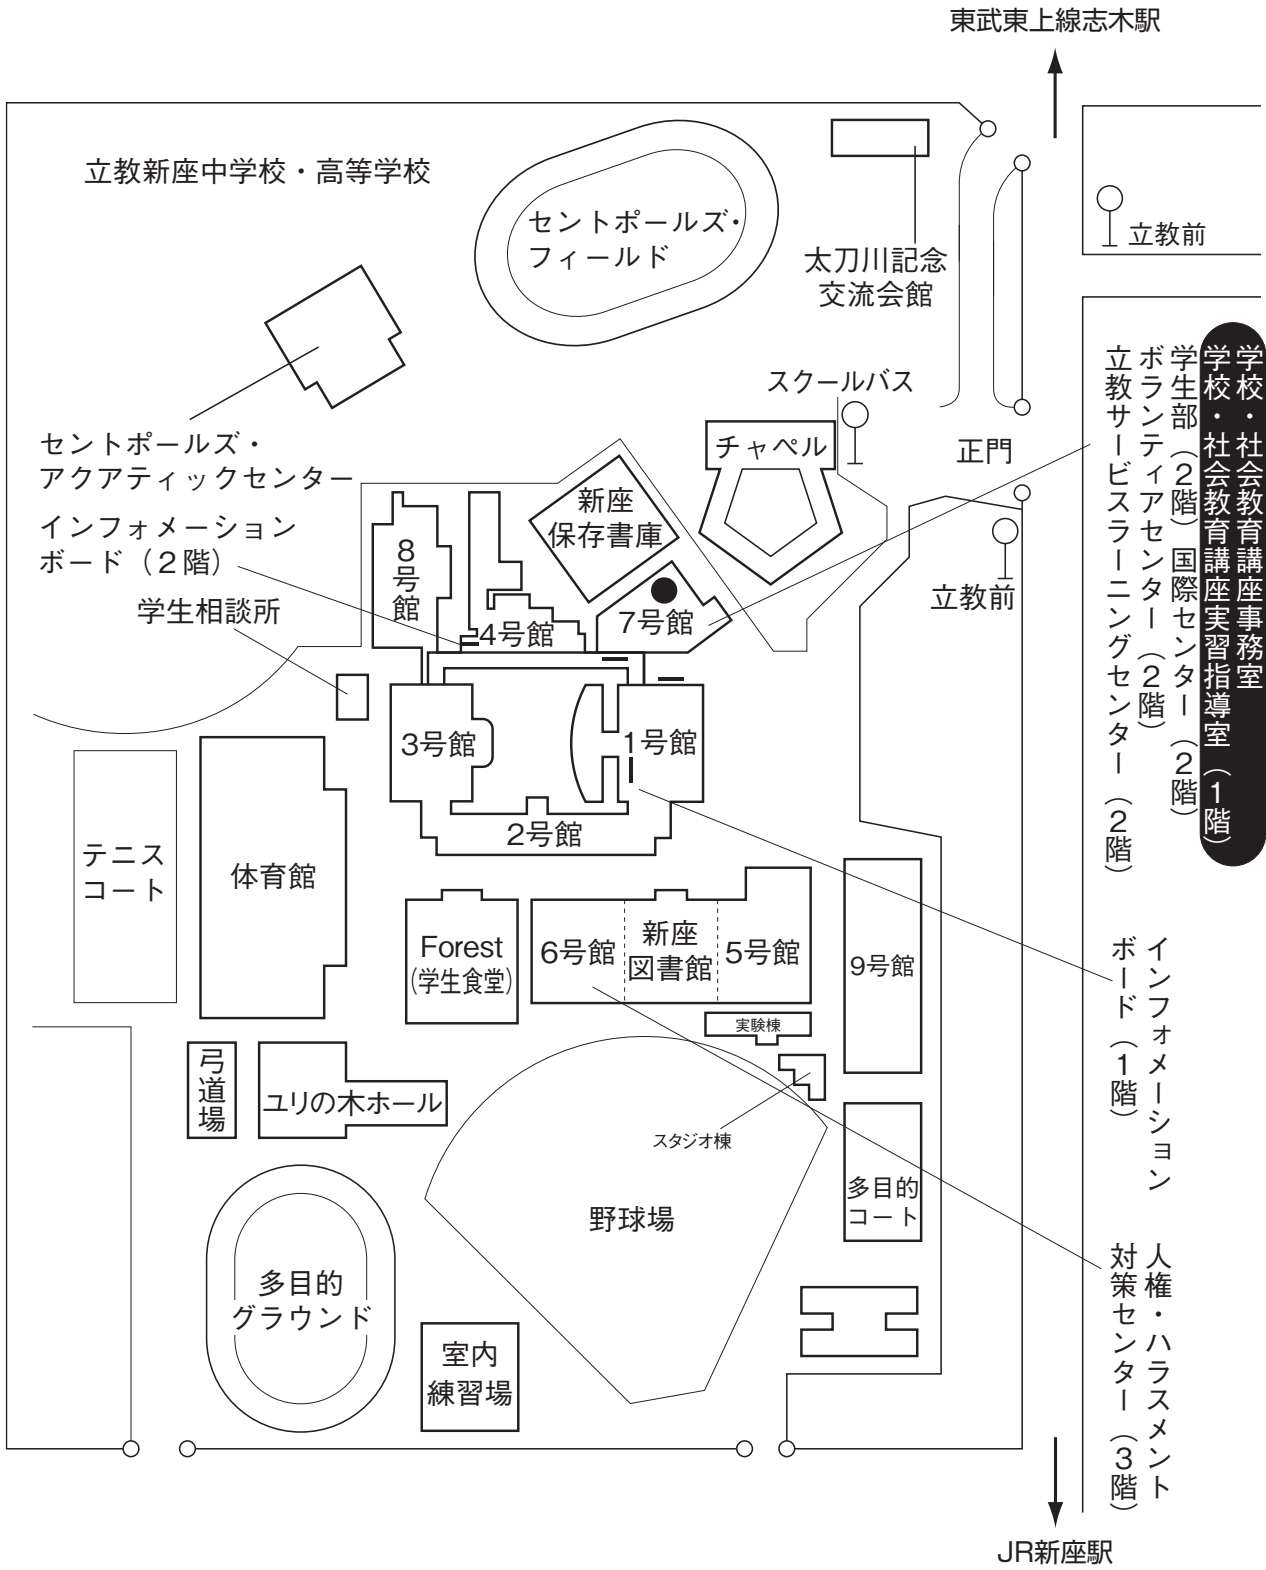 東武東上線志木駅
立教新座中学校・高等学校
セントポールズ・
フィールド
太刀川記念
交流会館
立教前
学校・社会教育講座事務室
学校・社会教育講座実習指導室（1階）
学生部（2階）国際センター（2階）
ボランティアセンター（2階）
立教サービスラーニングセンター（2階）
スクールバス
チャペル
正門
立教前
セントポールズ・
アクアティックセンター
インフォメーション
ボード（2階）
学生相談所
新座
保存書庫
8号館
4号館
7号館
3号館
1号館
2号館
テニス
コート
体育館
Forest
(学生食堂)
6号館
新座
図書館
5号館
9号館
インフォメーション
ボード（1階）
実験棟
スタジオ棟
弓道場
ユリの木ホール
野球場
多目的
コート
多目的
グラウンド
室内
練習場
人権・ハラスメント
対策センター（3階）
JR新座駅